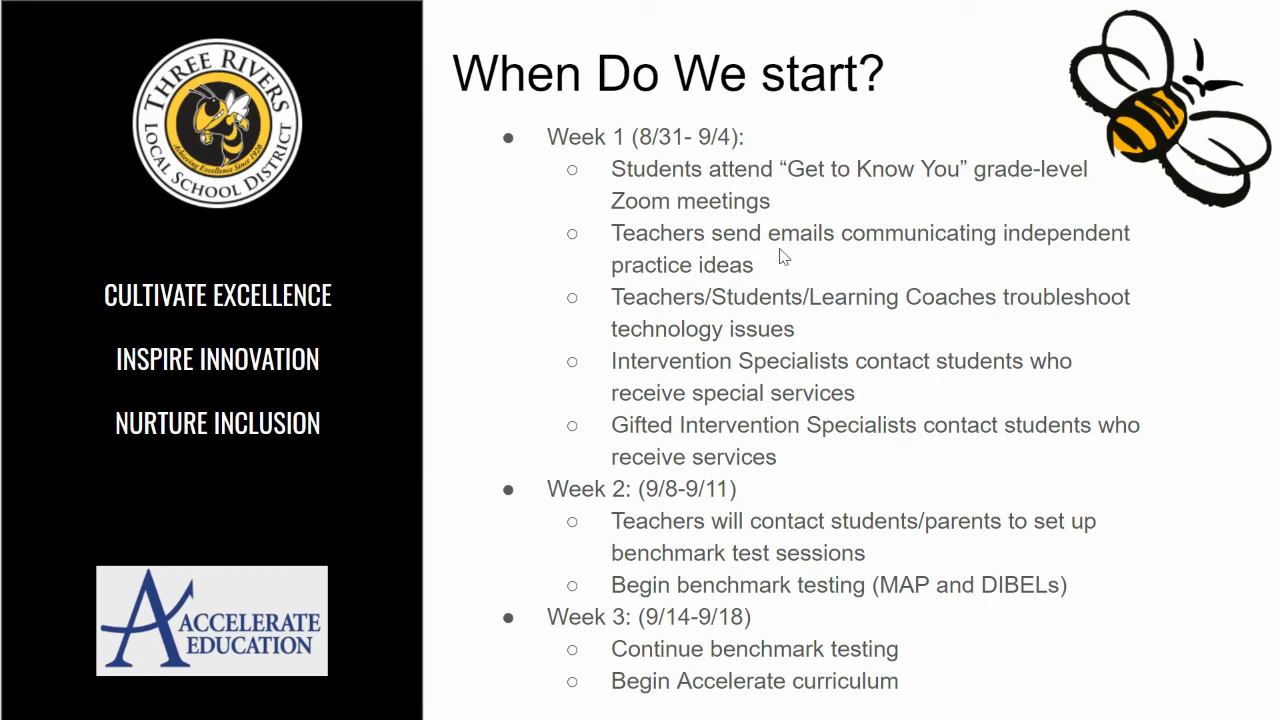 THREE RIVERS
LOCAL SCHOOL DISTRICT
Achieving Excellence Since 1926
CULTIVATE EXCELLENCE
INSPIRE INNOVATION
NURTURE INCLUSION
ACCELERATE
EDUCATION
When Do We start?
● Week 1 (8/31- 9/4):
○ Students attend “Get to Know You” grade-level
Zoom meetings
○ Teachers send emails communicating independent
practice ideas
○ Teachers/Students/Learning Coaches troubleshoot
technology issues
○ Intervention Specialists contact students who
receive special services
○ Gifted Intervention Specialists contact students who
receive services
● Week 2: (9/8-9/11)
○ Teachers will contact students/parents to set up
benchmark test sessions
○ Begin benchmark testing (MAP and DIBELs)
● Week 3: (9/14-9/18)
○ Continue benchmark testing
○ Begin Accelerate curriculum